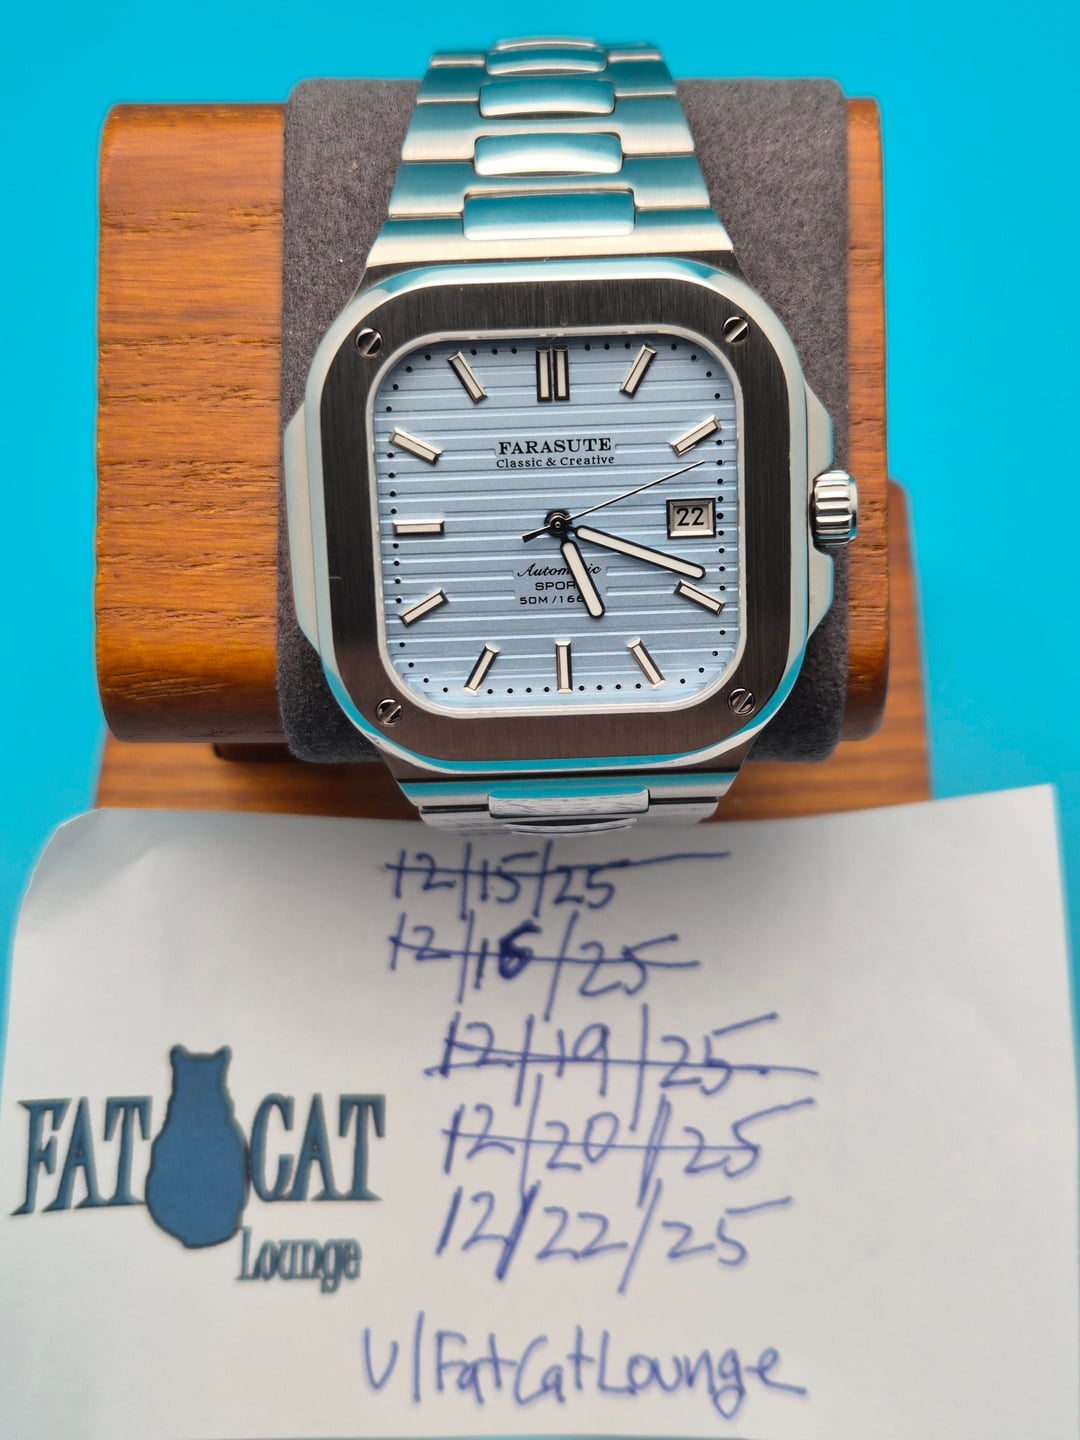 FARASUTE
Classic & Creative
22
Automatic
SPORT
50M/166
12/15/25
12/16/25
12/19/25
12/20/25
12/22/25
FAT CAT
Lounge
U/FatCatLounge